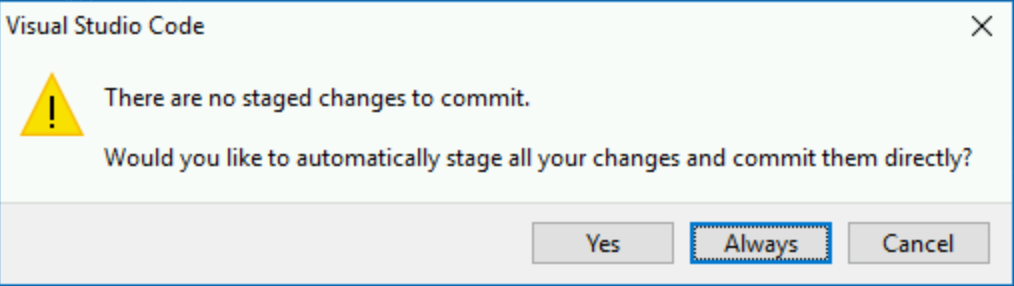 Visual Studio Code
There are no staged changes to commit.
Would you like to automatically stage all your changes and commit them directly?
Yes
Always
Cancel